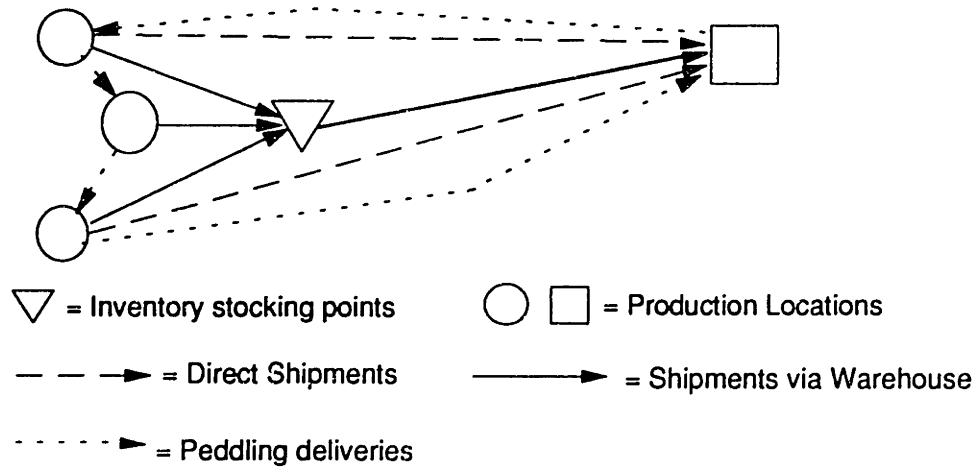 = Inventory stocking points
= Production Locations
= Direct Shipments
= Shipments via Warehouse
= Peddling deliveries